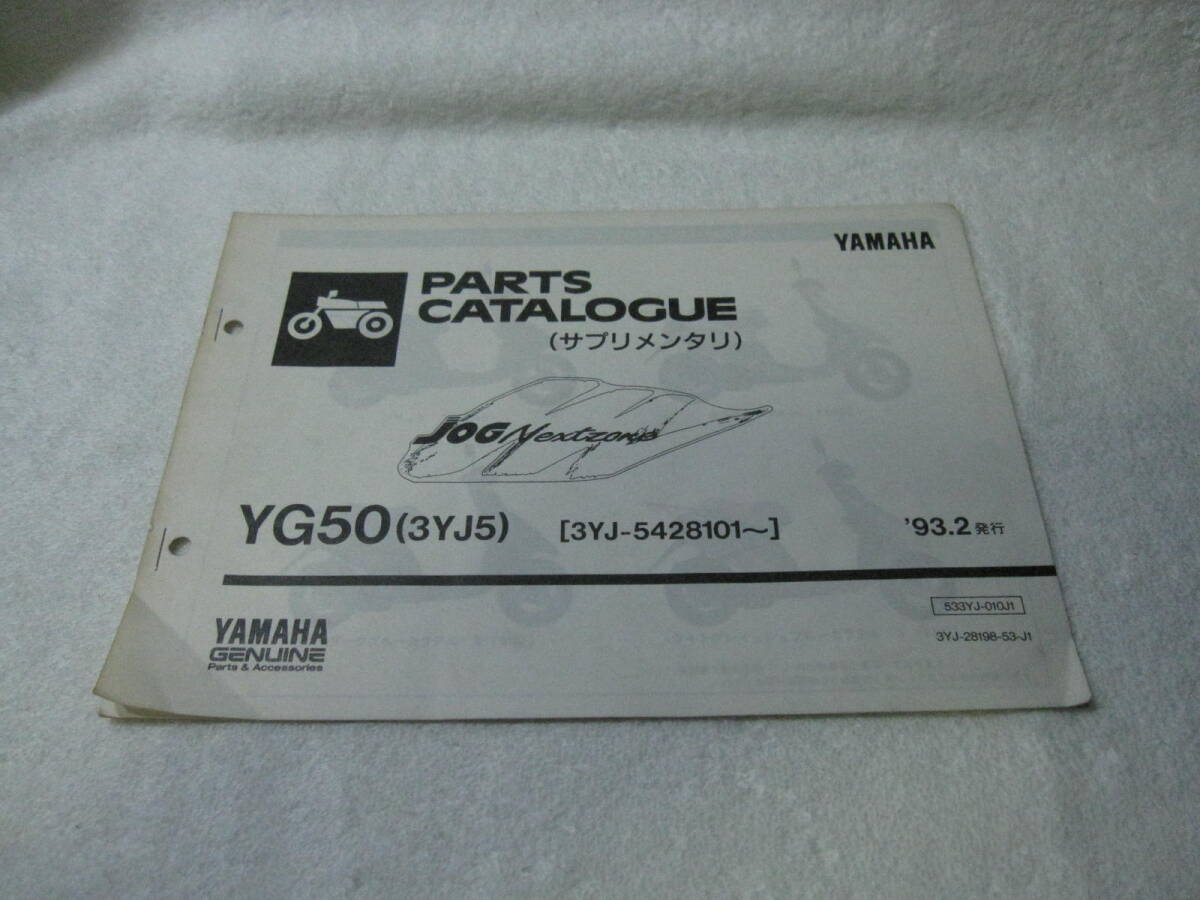 YAMAHA
PARTS
CATALOGUE
(サプリメンタリ)
JOG Nextzone
YG50 (3YJ5) [3YJ-5428101~] '93.2 発行
533YJ-010J1
3YJ-28198-53-J1
YAMAHA
GENUINE
Parts & Accessories